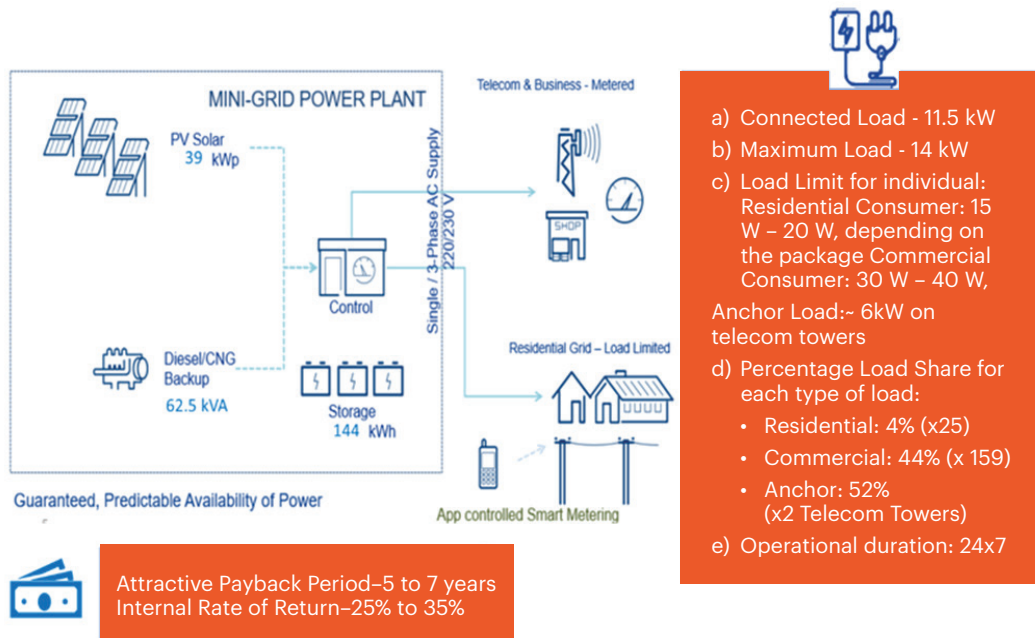 MINI-GRID POWER PLANT
PV Solar
39 kWp
Control
Diesel/CNG
Backup
62.5 kVA
Storage
144 kWh
Single / 3-Phase AC Supply
220/230 V
Telecom & Business - Metered
SHOP
Residential Grid – Load Limited
App controlled Smart Metering
Guaranteed, Predictable Availability of Power
a) Connected Load - 11.5 kW
b) Maximum Load - 14 kW
c) Load Limit for individual:
Residential Consumer: 15
W – 20 W, depending on
the package Commercial
Consumer: 30 W – 40 W,
Anchor Load:~ 6kW on
telecom towers
d) Percentage Load Share for
each type of load:
• Residential: 4% (x25)
• Commercial: 44% (x 159)
• Anchor: 52%
(x2 Telecom Towers)
e) Operational duration: 24x7
Attractive Payback Period–5 to 7 years
Internal Rate of Return–25% to 35%